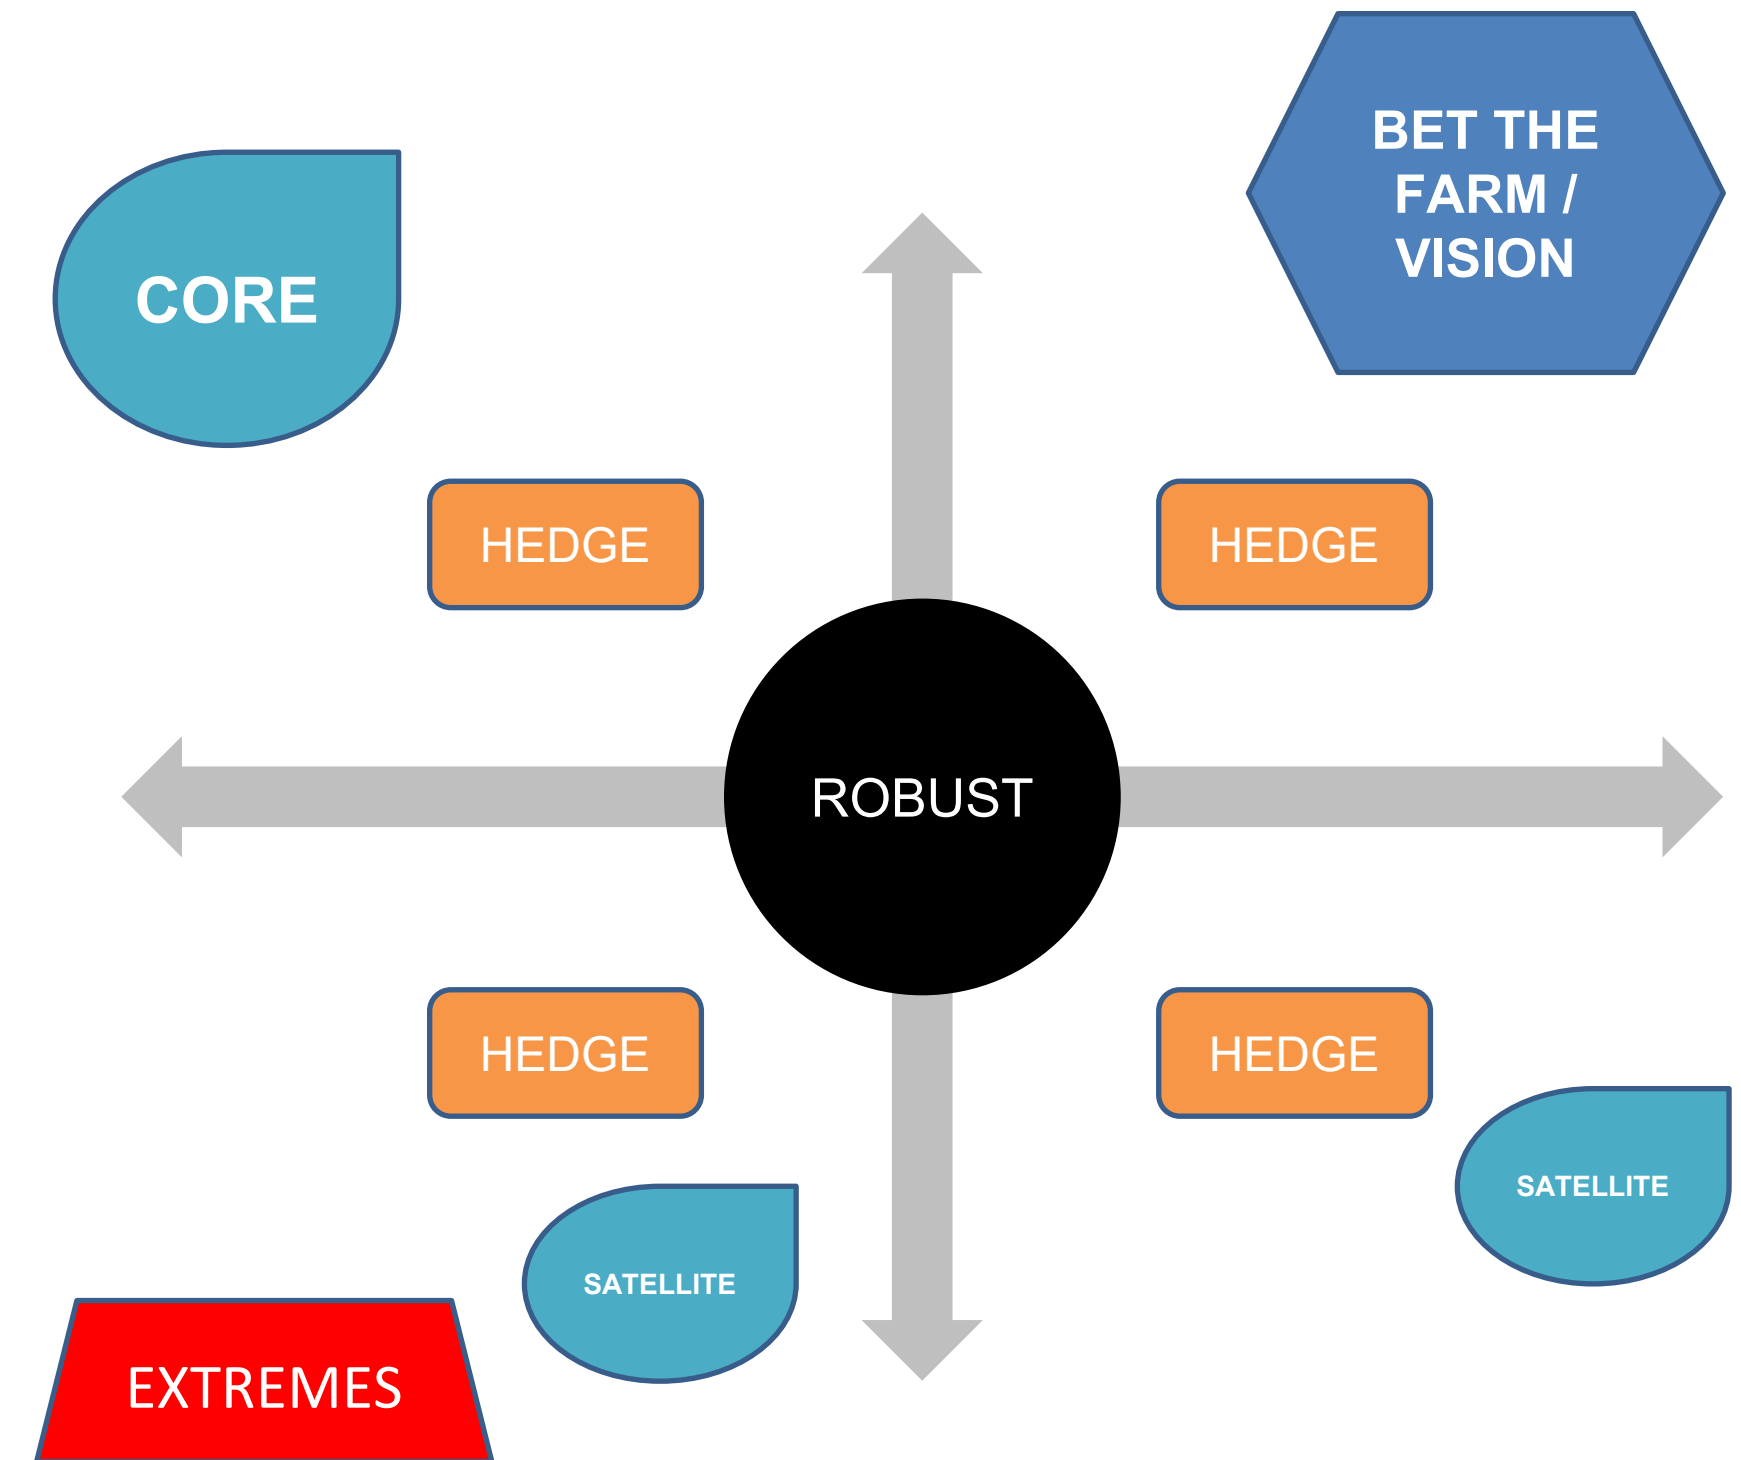 BET THE
FARM /
VISION
CORE
HEDGE
HEDGE
ROBUST
HEDGE
HEDGE
SATELLITE
SATELLITE
EXTREMES